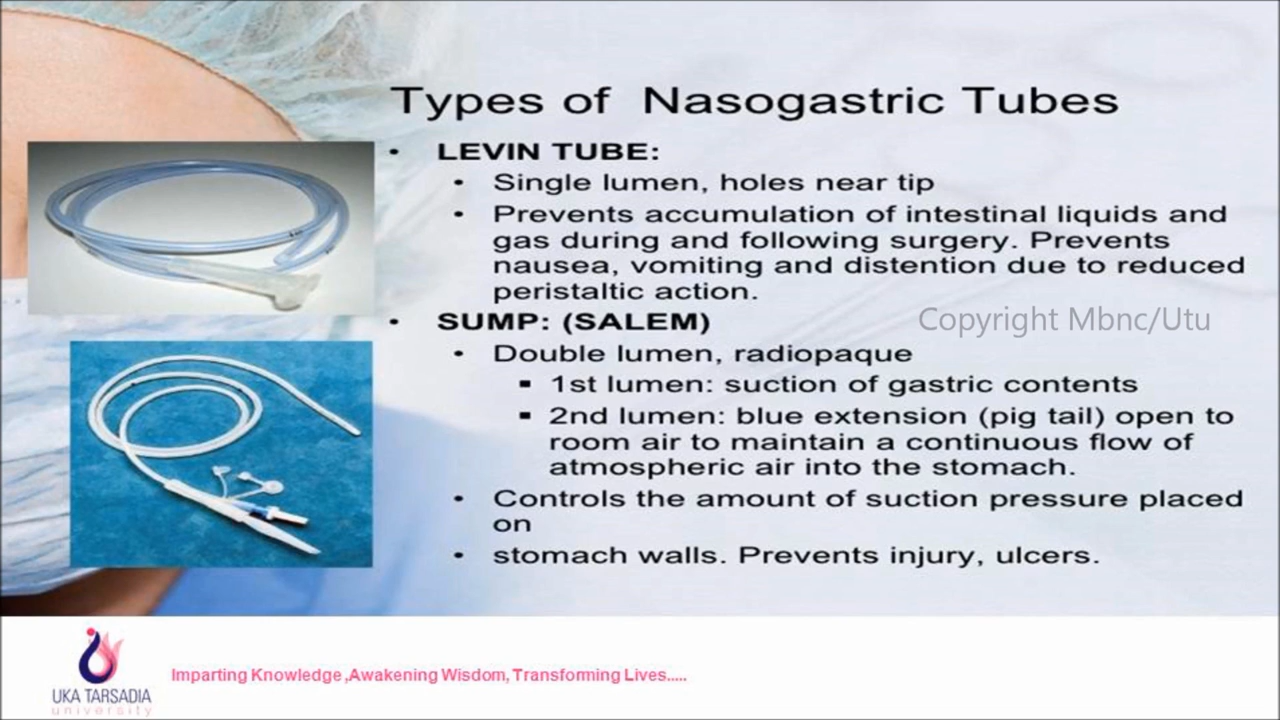 Types of Nasogastric Tubes
• LEVIN TUBE:
• Single lumen, holes near tip
• Prevents accumulation of intestinal liquids and
gas during and following surgery. Prevents
nausea, vomiting and distention due to reduced
peristaltic action.
• SUMP: (SALEM)
• Double lumen, radiopaque
▪ 1st lumen: suction of gastric contents
▪ 2nd lumen: blue extension (pig tail) open to
room air to maintain a continuous flow of
atmospheric air into the stomach.
• Controls the amount of suction pressure placed
on
• stomach walls. Prevents injury, ulcers.
Copyright Mbnc/Utu
UKA TARSADIA
university
Imparting Knowledge ,Awakening Wisdom, Transforming Lives.....